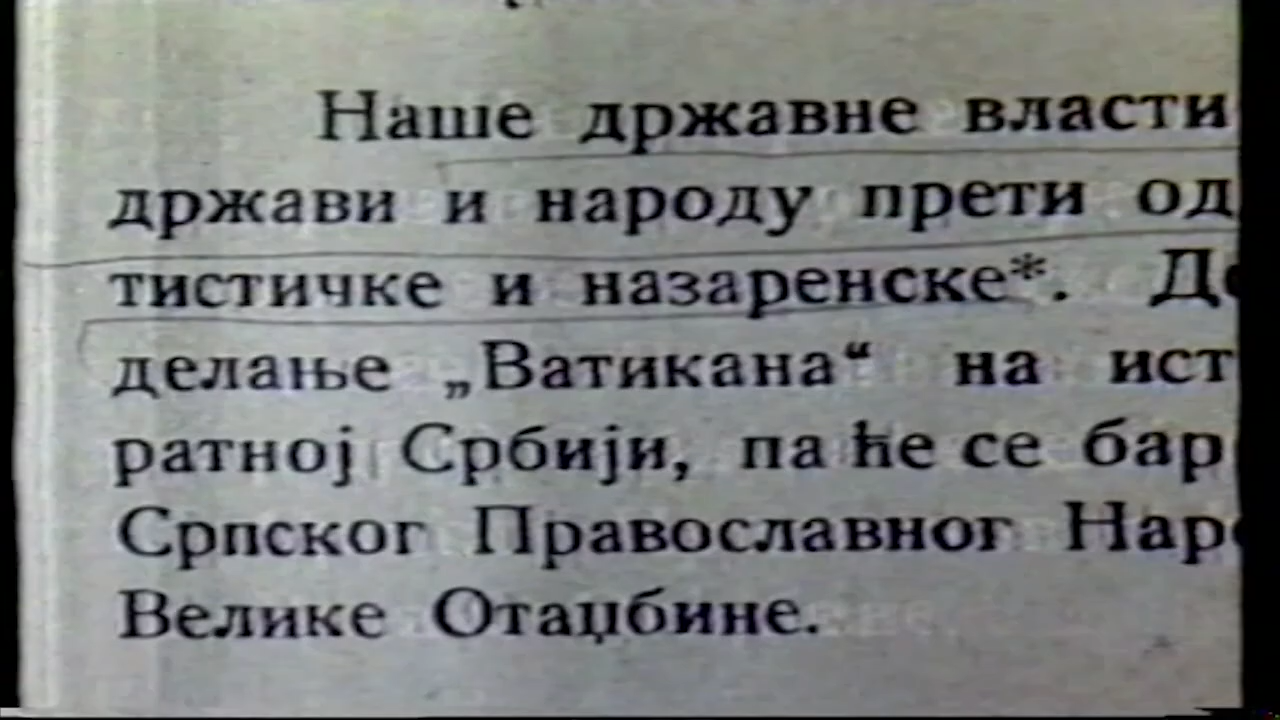 Наше државне власти
држави и народу прети од
тистичке и назаренске*.
делање „Ватикана“ на ист
ратној Србији, па ће се бар
Српског Православног Нар
Велике Отаџбине.